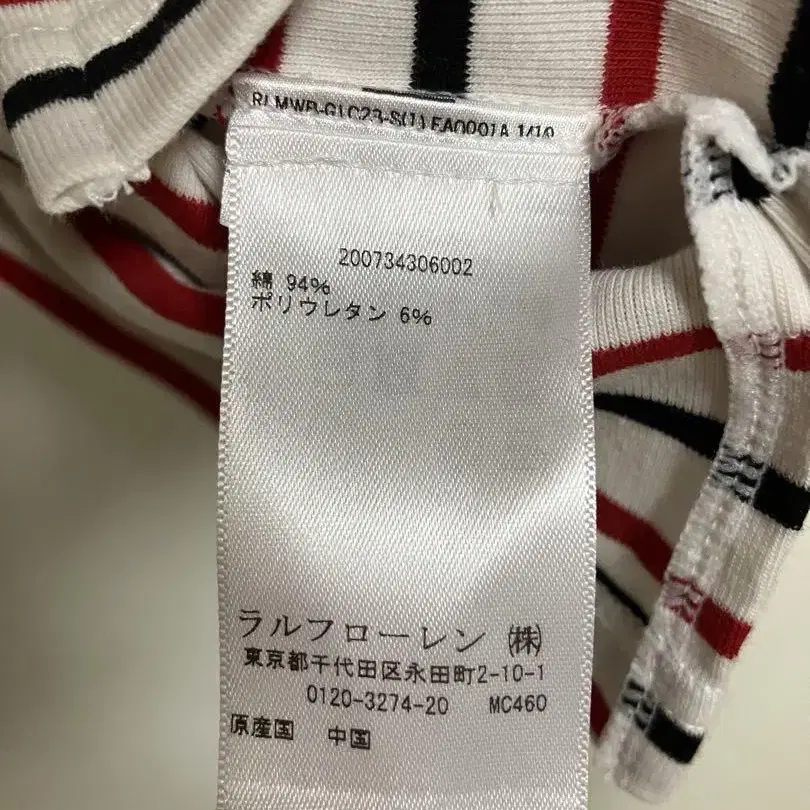 RLMWB-GLC23-S(1) FA0001A 1/10
200734306002
綿 94%
ポリウレタン 6%
ラルフローレン ㈱
東京都千代田区永田町2-10-1
0120-3274-20 MC460
原産国 中国